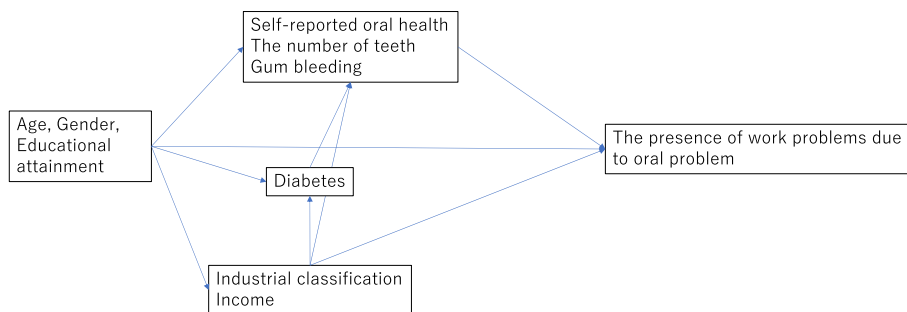 Self-reported oral health
The number of teeth
Gum bleeding
Age, Gender,
Educational
attainment
The presence of work problems due
to oral problem
Diabetes
Industrial classification
Income